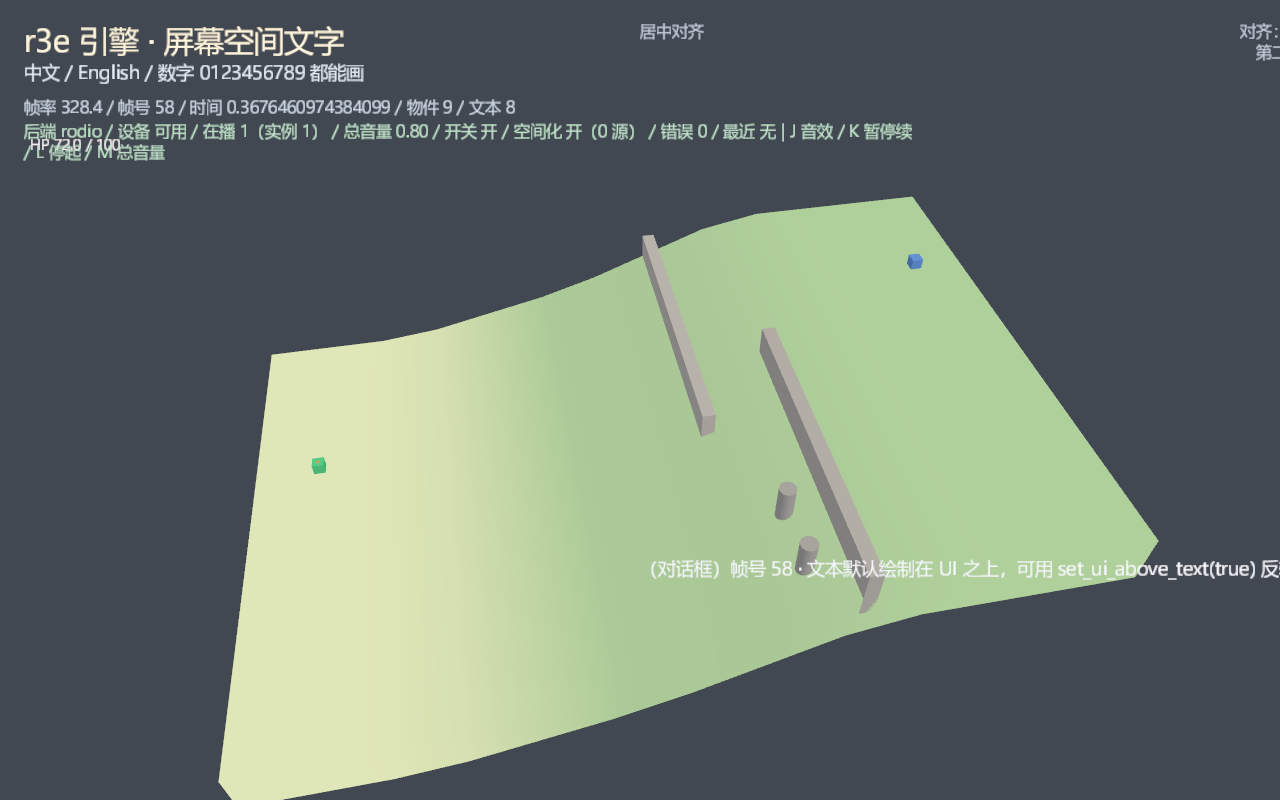 r3e 引擎 · 屏幕空间文字
居中对齐
对齐:
第二
中文 / English / 数字 0123456789 都能画
帧率 328.4 / 帧号 58 / 时间 0.3676460974384099 / 物件 9 / 文本 8
后端 rodio / 设备 可用 / 在播 1（实例 1） / 总音量 0.80 / 开关 开 / 空间化 开（0 源） / 错误 0 / 最近 无 | J 音效 / K 暂停续
/ L 停起 / M 总音量
HP 72.0 / 100
（对话框）帧号 58 · 文本默认绘制在 UI 之上，可用 set_ui_above_text(true) 反